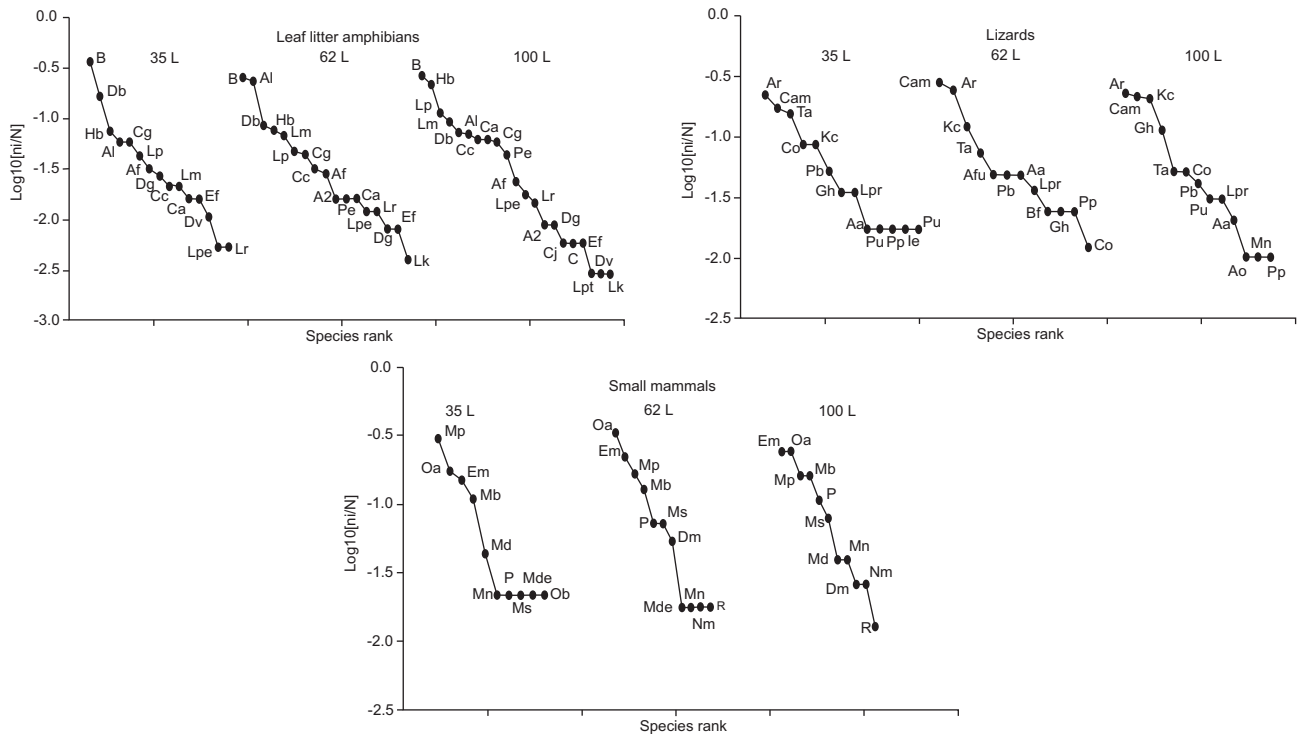 Leaf litter amphibians
35 L 62 L 100 L
Log10[ni/N]
0.0
-0.5
-1.0
-1.5
-2.0
-2.5
-3.0
B Db Hb Al Cg Lp Af Dg Cc Lm Ca Ef Dv Lpe Lr
B Al Db Hb Lm Lp Cg Cc Af A2 Pe Ca Lpe Lr Dg Ef Lk
B Hb Lp Lm Db Al Cc Ca Cg Pe Af Lpe Lr A2 Dg Cj C Ef Lpt Dv Lk
Species rank
Lizards
35 L 62 L 100 L
Log10[ni/N]
0.0
-0.5
-1.0
-1.5
-2.0
-2.5
Ar Cam Ta Co Kc Pb Gh Lpr Aa Pu Pp Ie Pu
Cam Ar Kc Ta Afu Pb Aa Lpr Bf Gh Pp Co
Ar Cam Kc Gh Ta Co Pb Pu Lpr Aa Ao Mn Pp
Species rank
Small mammals
35 L 62 L 100 L
Log10[ni/N]
0.0
-0.5
-1.0
-1.5
-2.0
-2.5
Mp Oa Em Mb Md Mn P Ms Mde Ob
Oa Em Mp Mb P Ms Dm Mde Mn Nm R
Em Oa Mp Mb P Ms Md Mn Dm Nm R
Species rank